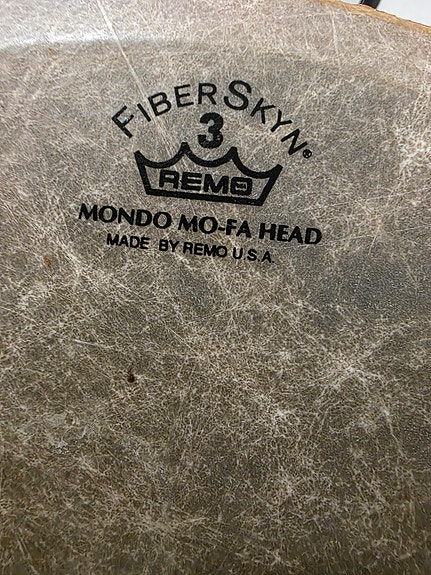 FIBERSKYN®
3
REMO
MONDO MO-FA HEAD
MADE BY REMO U.S.A.